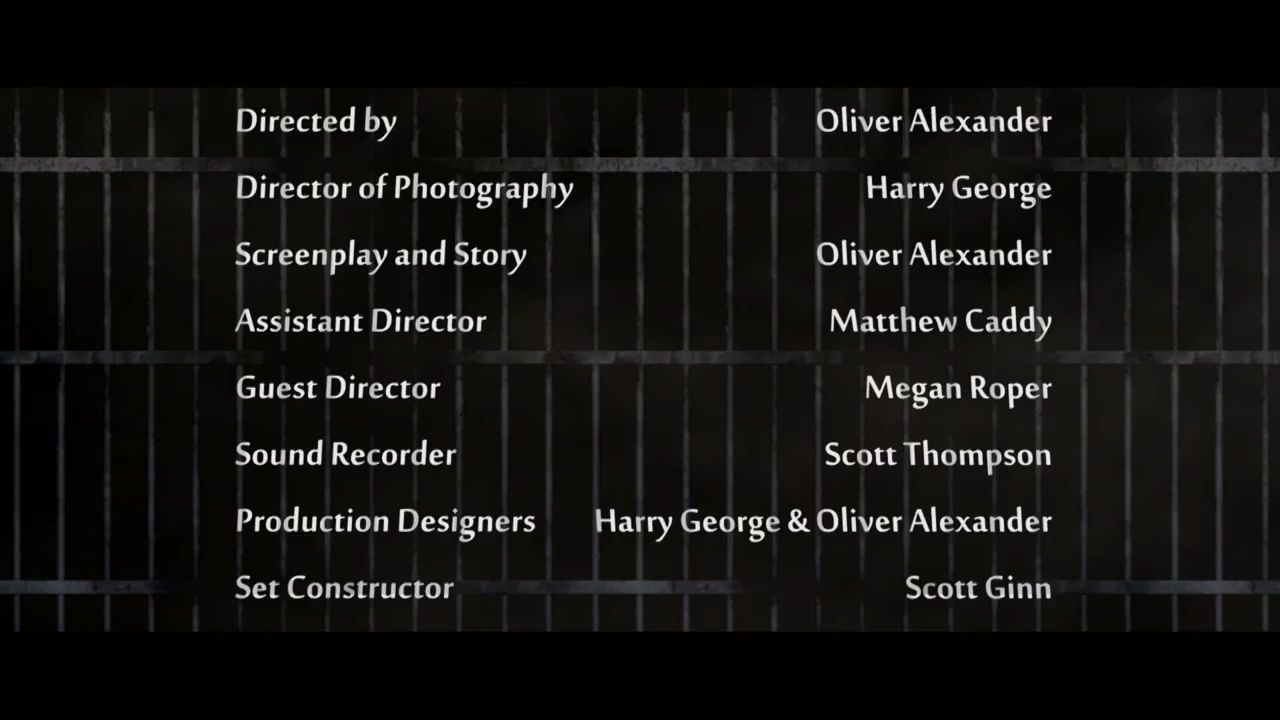 Directed by Oliver Alexander
Director of Photography Harry George
Screenplay and Story Oliver Alexander
Assistant Director Matthew Caddy
Guest Director Megan Roper
Sound Recorder Scott Thompson
Production Designers Harry George & Oliver Alexander
Set Constructor Scott Ginn